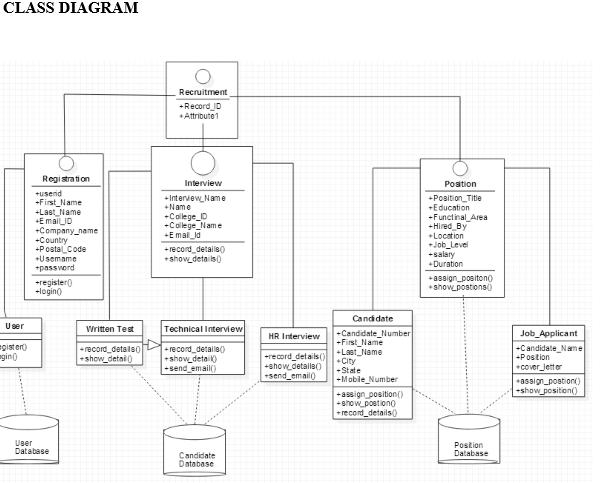 CLASS DIAGRAM
Recruitment
+Record_ID
+Attribute1
Registration
+userid
+First_Name
+Last_Name
+Email_ID
+Company_name
+Country
+Postal_Code
+Username
+password
+register()
+login()
Interview
+Interview_Name
+Name
+College_ID
+College_Name
+Email_Id
+record_details()
+show_details()
Position
+Position_Title
+Education
+Functinal_Area
+Hired_By
+Location
+Job_Level
+salary
+Duration
+assign_positon()
+show_postions()
User
egister()
ogin()
Written Test
+record_details()
+show_detail()
Technical Interview
+record_details()
+show_detail()
+send_email()
HR Interview
+record_details()
+show_details()
+send_email()
Candidate
+Candidate_Number
+First_Name
+Last_Name
+City
+State
+Mobile_Number
+assign_position()
+show_postion()
+record_details()
Job_Applicant
+Candidate_Name
+Position
+cover_letter
+assign_postion()
+show_position()
User
Database
Candidate
Database
Position
Database